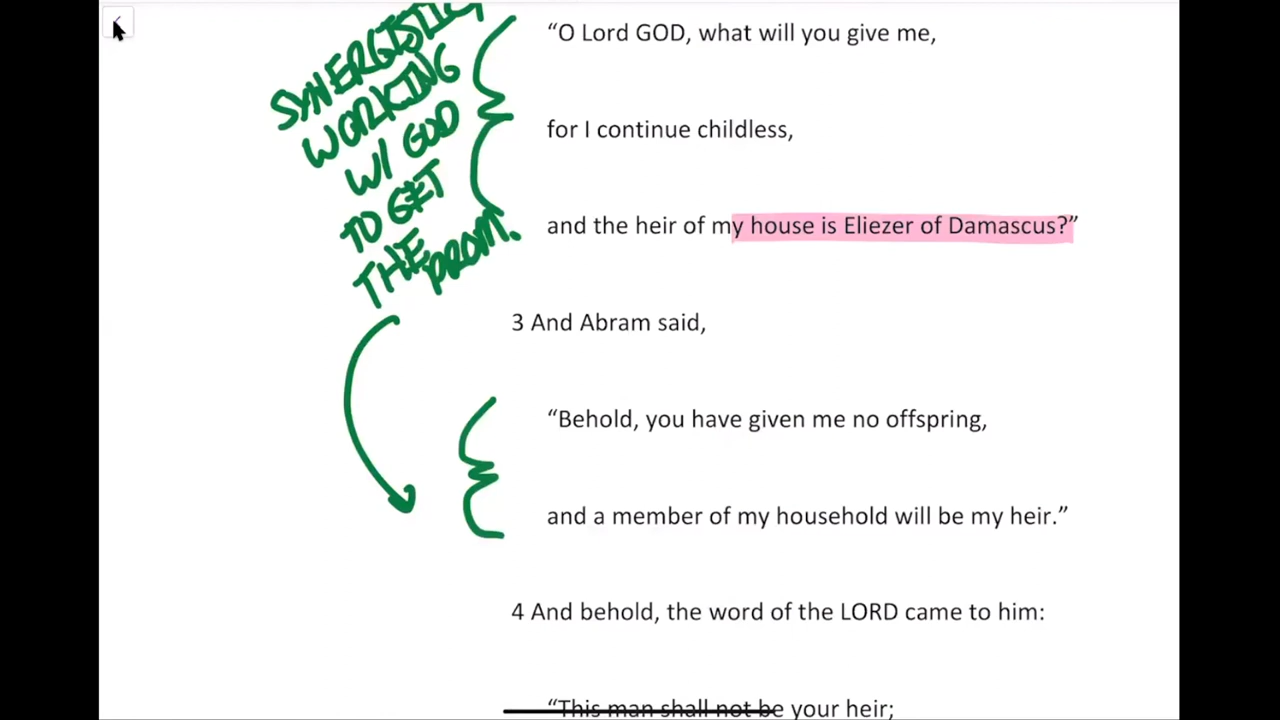 “O Lord GOD, what will you give me,
for I continue childless,
and the heir of my house is Eliezer of Damascus?”
3 And Abram said,
“Behold, you have given me no offspring,
and a member of my household will be my heir.”
4 And behold, the word of the LORD came to him:
“This man shall not be your heir;
WORKING
W/ GOD
TO GET
THE PROM.